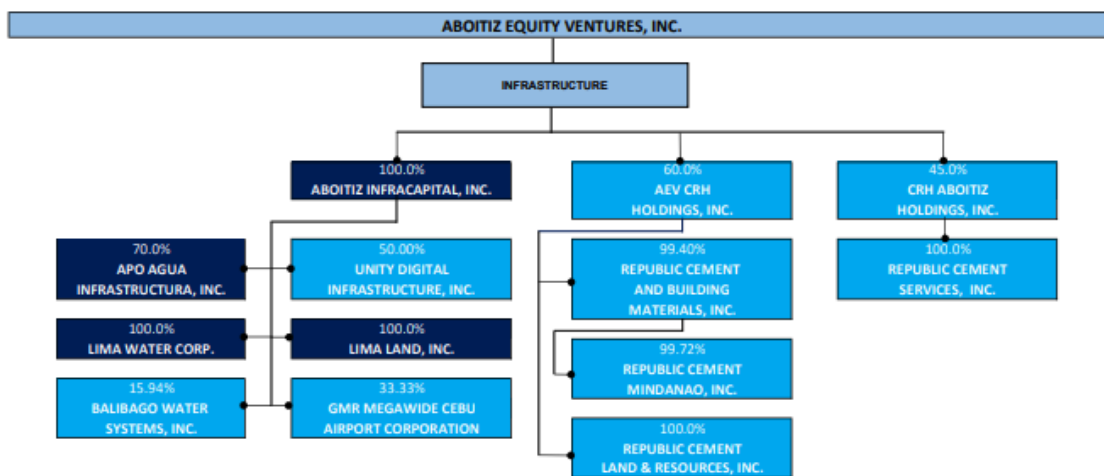 ABOITIZ EQUITY VENTURES, INC.
INFRASTRUCTURE
100.0%
ABOITIZ INFRACAPITAL, INC.
60.0%
AEV CRH
HOLDINGS, INC.
45.0%
CRH ABOITIZ
HOLDINGS, INC.
70.0%
APO AGUA
INFRASTRUCTURA, INC.
50.00%
UNITY DIGITAL
INFRASTRUCTURE, INC.
99.40%
REPUBLIC CEMENT
AND BUILDING
MATERIALS, INC.
100.0%
REPUBLIC CEMENT
SERVICES, INC.
100.0%
LIMA WATER CORP.
100.0%
LIMA LAND, INC.
99.72%
REPUBLIC CEMENT
MINDANAO, INC.
15.94%
BALIBAGO WATER
SYSTEMS, INC.
33.33%
GMR MEGAWIDE CEBU
AIRPORT CORPORATION
100.0%
REPUBLIC CEMENT
LAND & RESOURCES, INC.